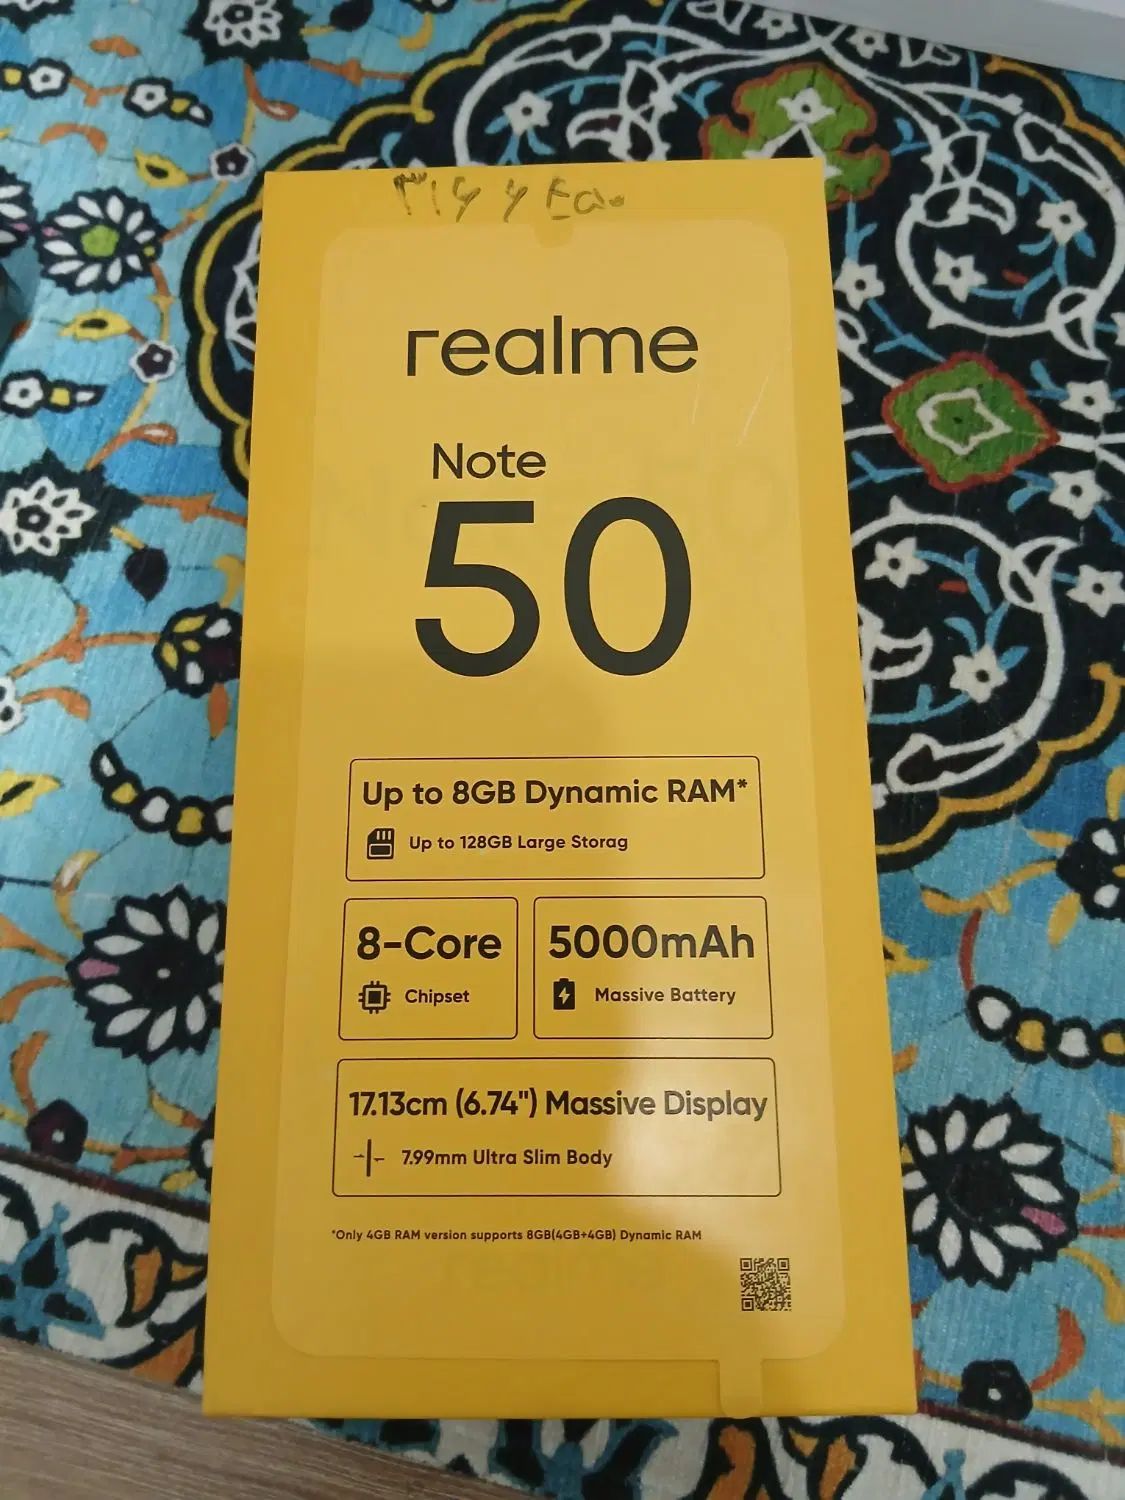 realme
Note
50
Up to 8GB Dynamic RAM*
Up to 128GB Large Storag
8-Core
Chipset
5000mAh
Massive Battery
17.13cm (6.74") Massive Display
7.99mm Ultra Slim Body
*Only 4GB RAM version supports 8GB(4GB+4GB) Dynamic RAM